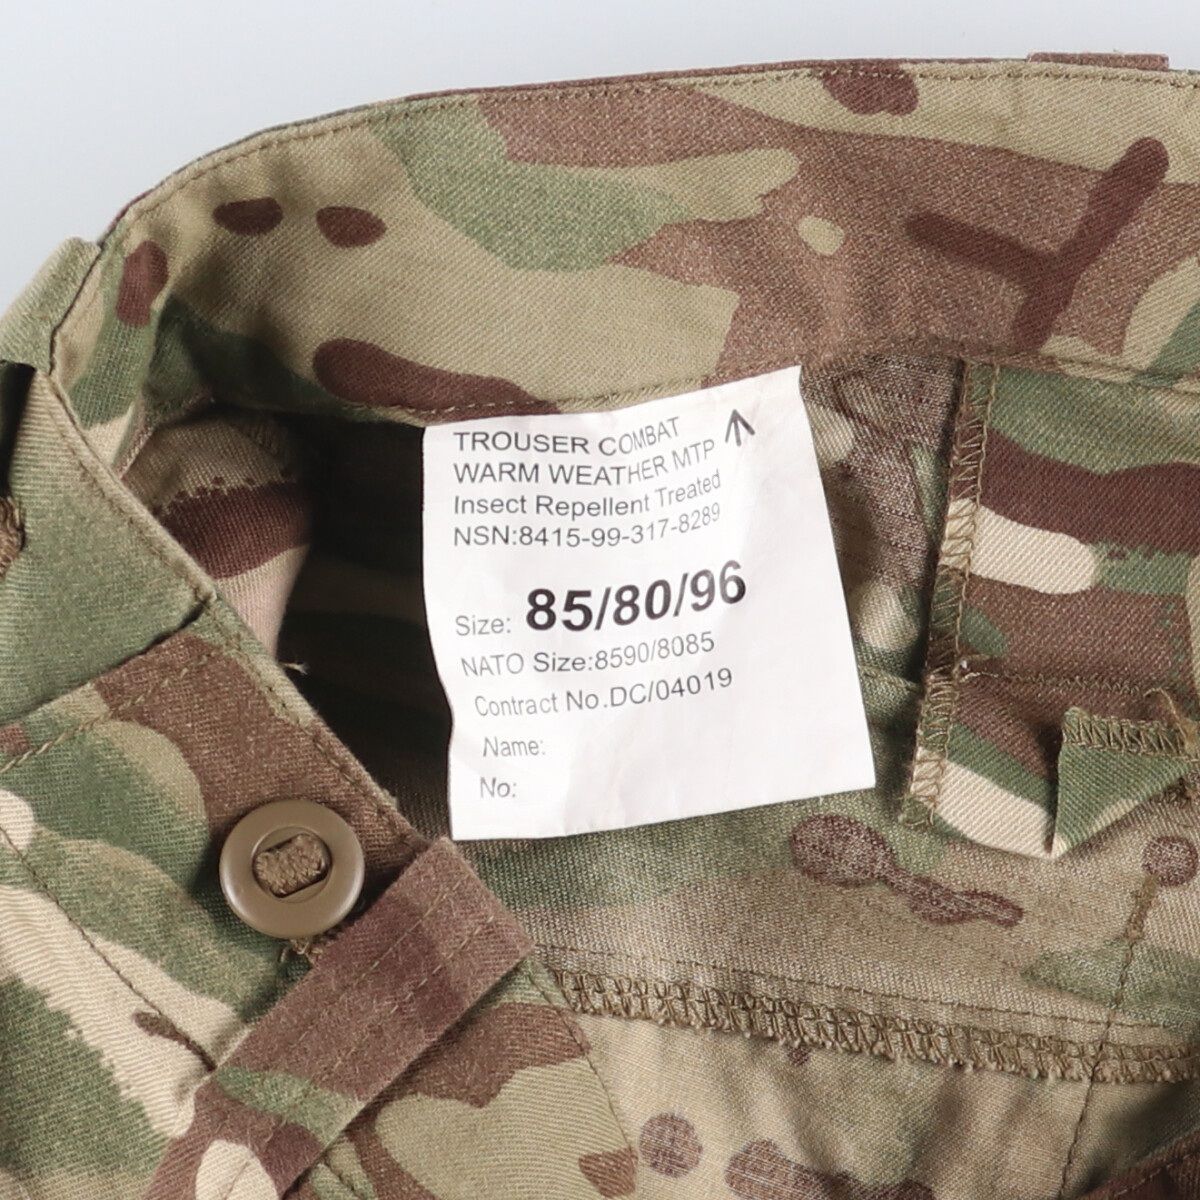 TROUSER COMBAT
WARM WEATHER MTP
Insect Repellent Treated
NSN:8415-99-317-8289
Size: 85/80/96
NATO Size:8590/8085
Contract No.DC/04019
Name:
No: